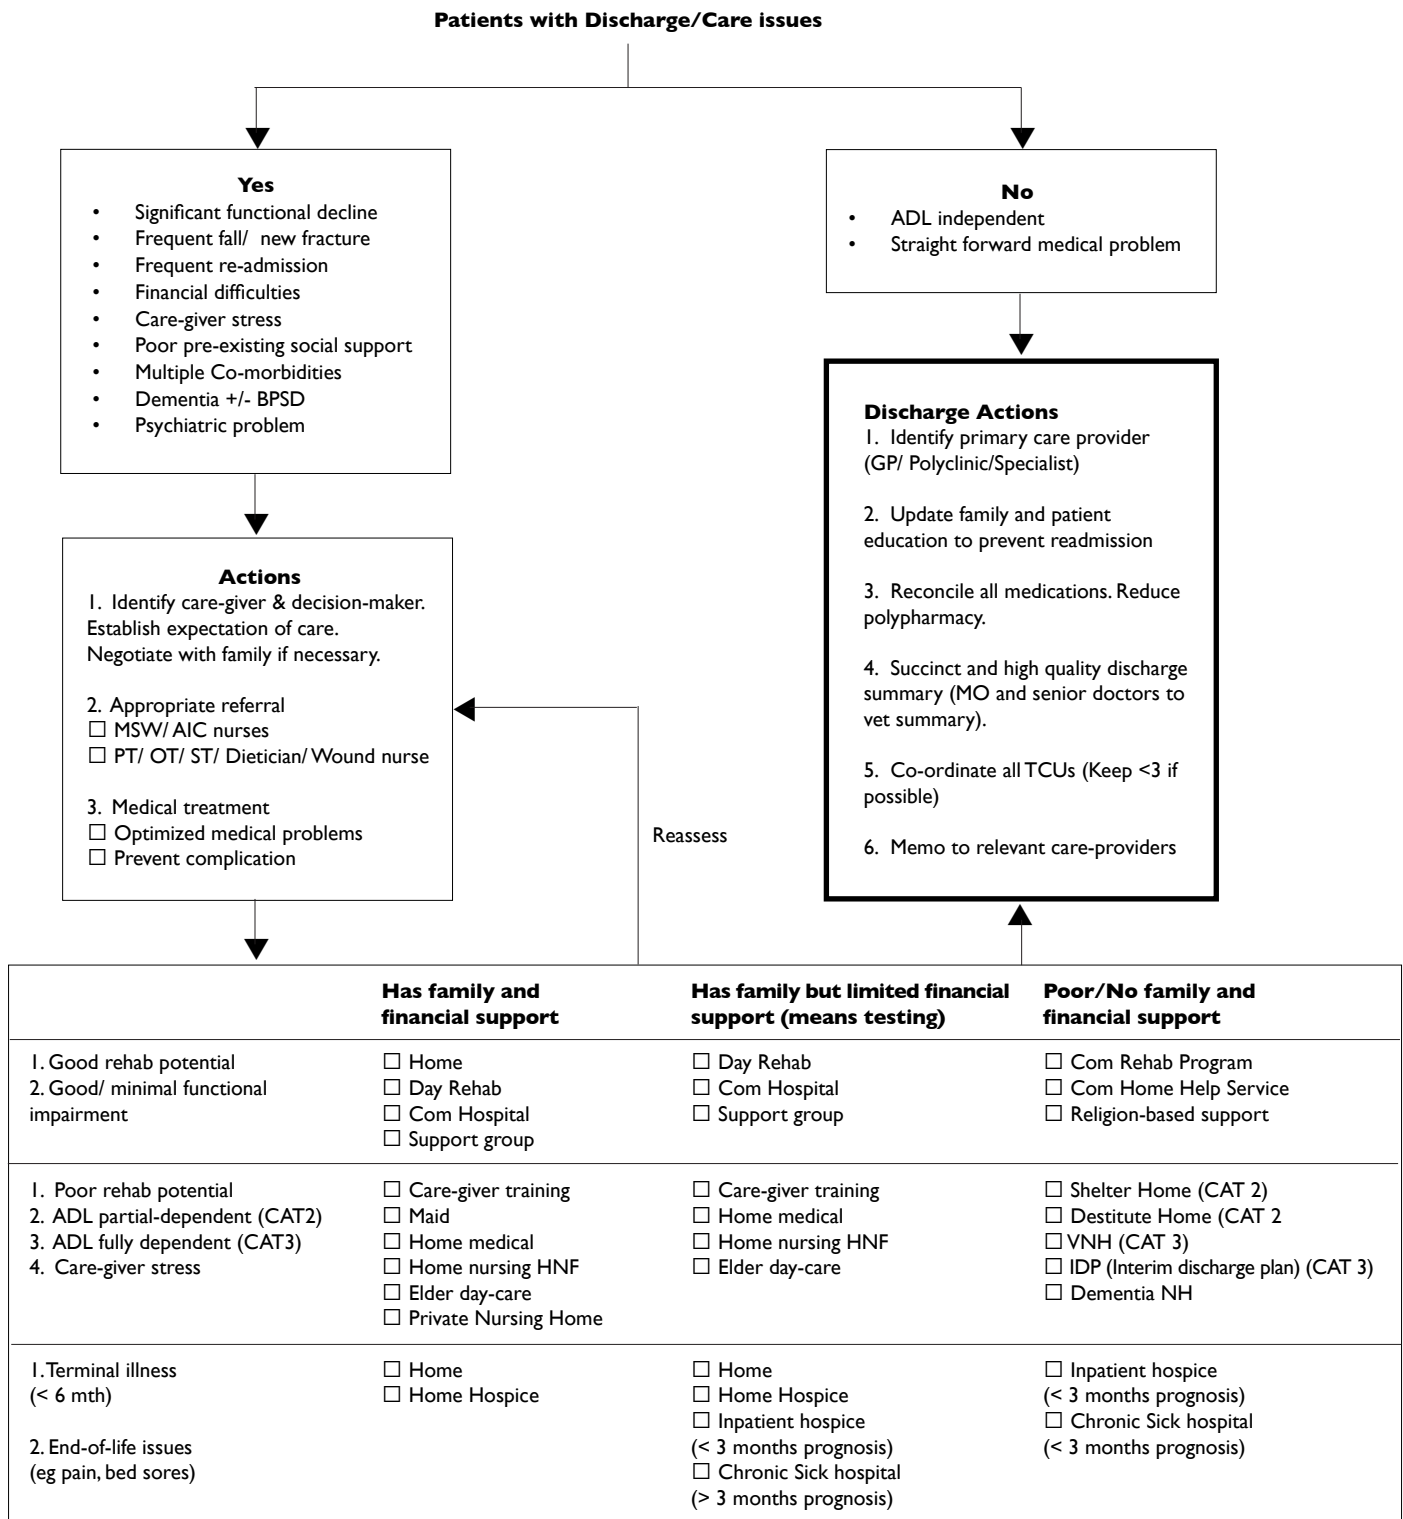 Patients with Discharge/Care issues
Yes
• Significant functional decline
• Frequent fall/ new fracture
• Frequent re-admission
• Financial difficulties
• Care-giver stress
• Poor pre-existing social support
• Multiple Co-morbidities
• Dementia +/- BPSD
• Psychiatric problem
No
• ADL independent
• Straight forward medical problem
Actions
1. Identify care-giver & decision-maker.
Establish expectation of care.
Negotiate with family if necessary.
2. Appropriate referral
☐ MSW/ AIC nurses
☐ PT/ OT/ ST/ Dietician/ Wound nurse
3. Medical treatment
☐ Optimized medical problems
☐ Prevent complication
Reassess
Discharge Actions
1. Identify primary care provider
(GP/ Polyclinic/Specialist)
2. Update family and patient
education to prevent readmission
3. Reconcile all medications. Reduce
polypharmacy.
4. Succinct and high quality discharge
summary (MO and senior doctors to
vet summary).
5. Co-ordinate all TCUs (Keep <3 if
possible)
6. Memo to relevant care-providers
Has family and
financial support
Has family but limited financial
support (means testing)
Poor/No family and
financial support
1. Good rehab potential
2. Good/ minimal functional
impairment
☐ Home
☐ Day Rehab
☐ Com Hospital
☐ Support group
☐ Day Rehab
☐ Com Hospital
☐ Support group
☐ Com Rehab Program
☐ Com Home Help Service
☐ Religion-based support
1. Poor rehab potential
2. ADL partial-dependent (CAT2)
3. ADL fully dependent (CAT3)
4. Care-giver stress
☐ Care-giver training
☐ Maid
☐ Home medical
☐ Home nursing HNF
☐ Elder day-care
☐ Private Nursing Home
☐ Care-giver training
☐ Home medical
☐ Home nursing HNF
☐ Elder day-care
☐ Shelter Home (CAT 2)
☐ Destitute Home (CAT 2
☐ VNH (CAT 3)
☐ IDP (Interim discharge plan) (CAT 3)
☐ Dementia NH
1. Terminal illness
(< 6 mth)
2. End-of-life issues
(eg pain, bed sores)
☐ Home
☐ Home Hospice
☐ Home
☐ Home Hospice
☐ Inpatient hospice
(< 3 months prognosis)
☐ Chronic Sick hospital
(> 3 months prognosis)
☐ Inpatient hospice
(< 3 months prognosis)
☐ Chronic Sick hospital
(< 3 months prognosis)